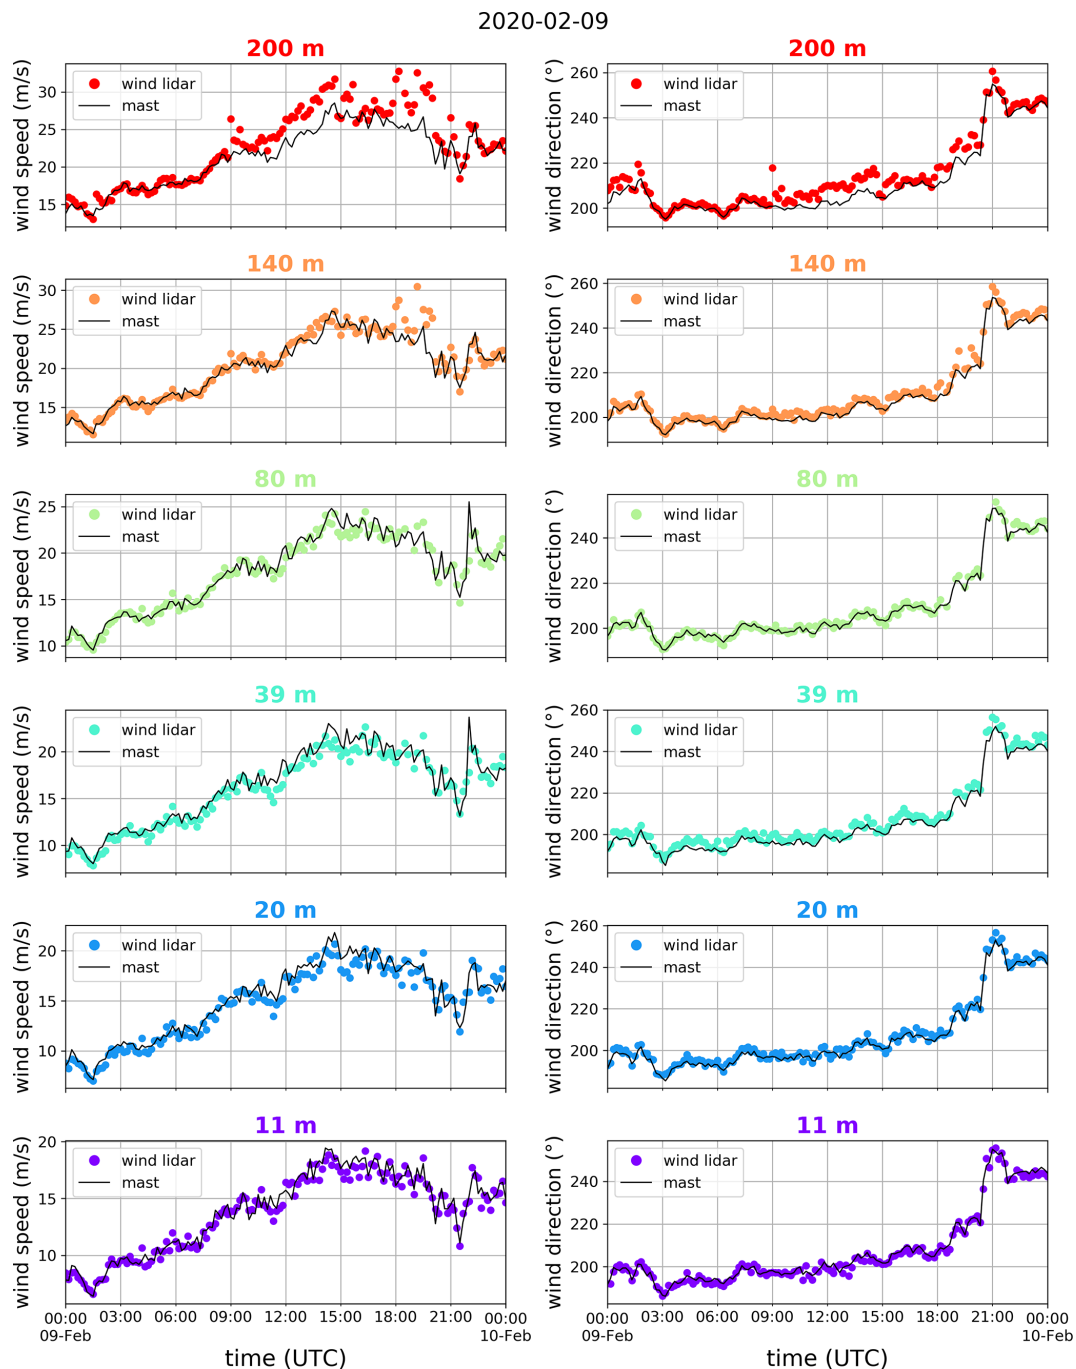 2020-02-09
200 m
200 m
wind speed (m/s)
30
25
20
15
wind lidar
mast
wind direction (°)
260
240
220
200
wind lidar
mast
140 m
140 m
wind speed (m/s)
30
25
20
15
wind lidar
mast
wind direction (°)
260
240
220
200
wind lidar
mast
80 m
80 m
wind speed (m/s)
25
20
15
10
wind lidar
mast
wind direction (°)
240
220
200
wind lidar
mast
39 m
39 m
wind speed (m/s)
20
15
10
wind lidar
mast
wind direction (°)
260
240
220
200
wind lidar
mast
20 m
20 m
wind speed (m/s)
20
15
10
wind lidar
mast
wind direction (°)
260
240
220
200
wind lidar
mast
11 m
11 m
wind speed (m/s)
20
15
10
wind lidar
mast
wind direction (°)
240
220
200
wind lidar
mast
00:00 03:00 06:00 09:00 12:00 15:00 18:00 21:00 00:00
09-Feb 10-Feb
time (UTC)
00:00 03:00 06:00 09:00 12:00 15:00 18:00 21:00 00:00
09-Feb 10-Feb
time (UTC)